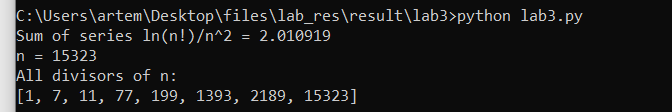 C:\Users\artem\Desktop\files\lab_res\result\lab3>python lab3.py
Sum of series ln(n!)/n^2 = 2.010919
n = 15323
All divisors of n:
[1, 7, 11, 77, 199, 1393, 2189, 15323]